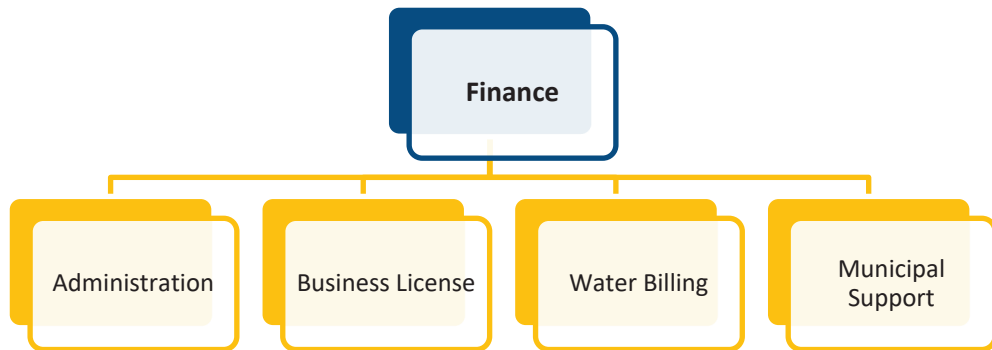 Finance
Administration
Business License
Water Billing
Municipal
Support